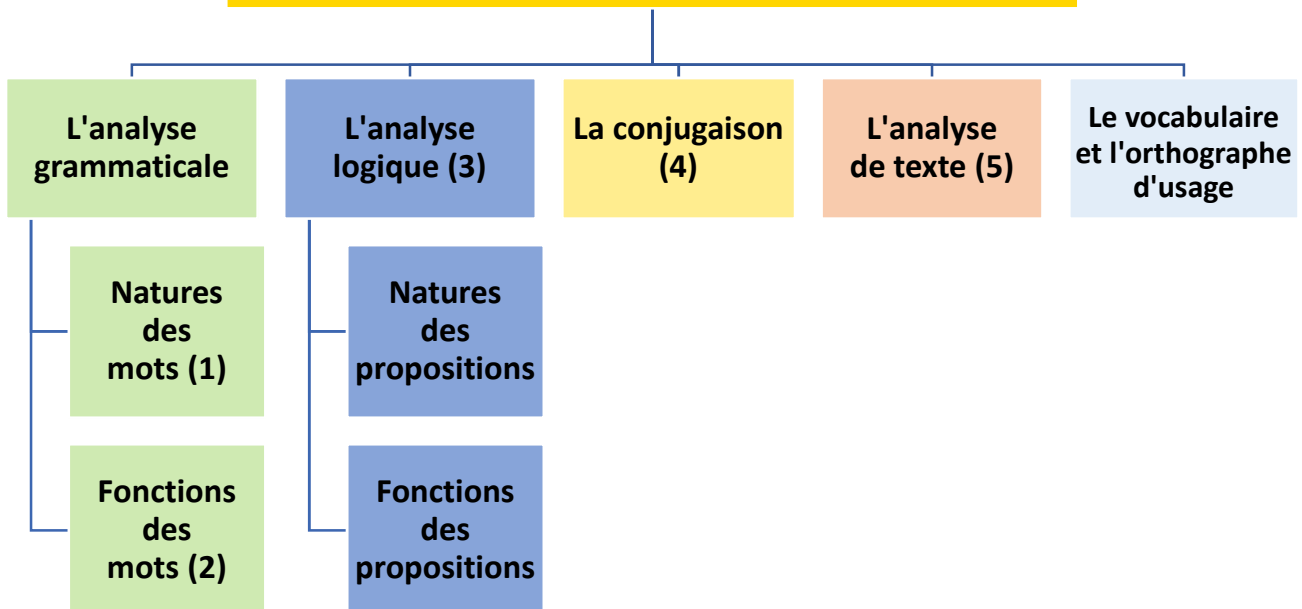 L'analyse
grammaticale
L'analyse
logique (3)
La conjugaison
(4)
L'analyse
de texte (5)
Le vocabulaire
et l'orthographe
d'usage
Natures
des
mots (1)
Natures
des
propositions
Fonctions
des
mots (2)
Fonctions
des
propositions